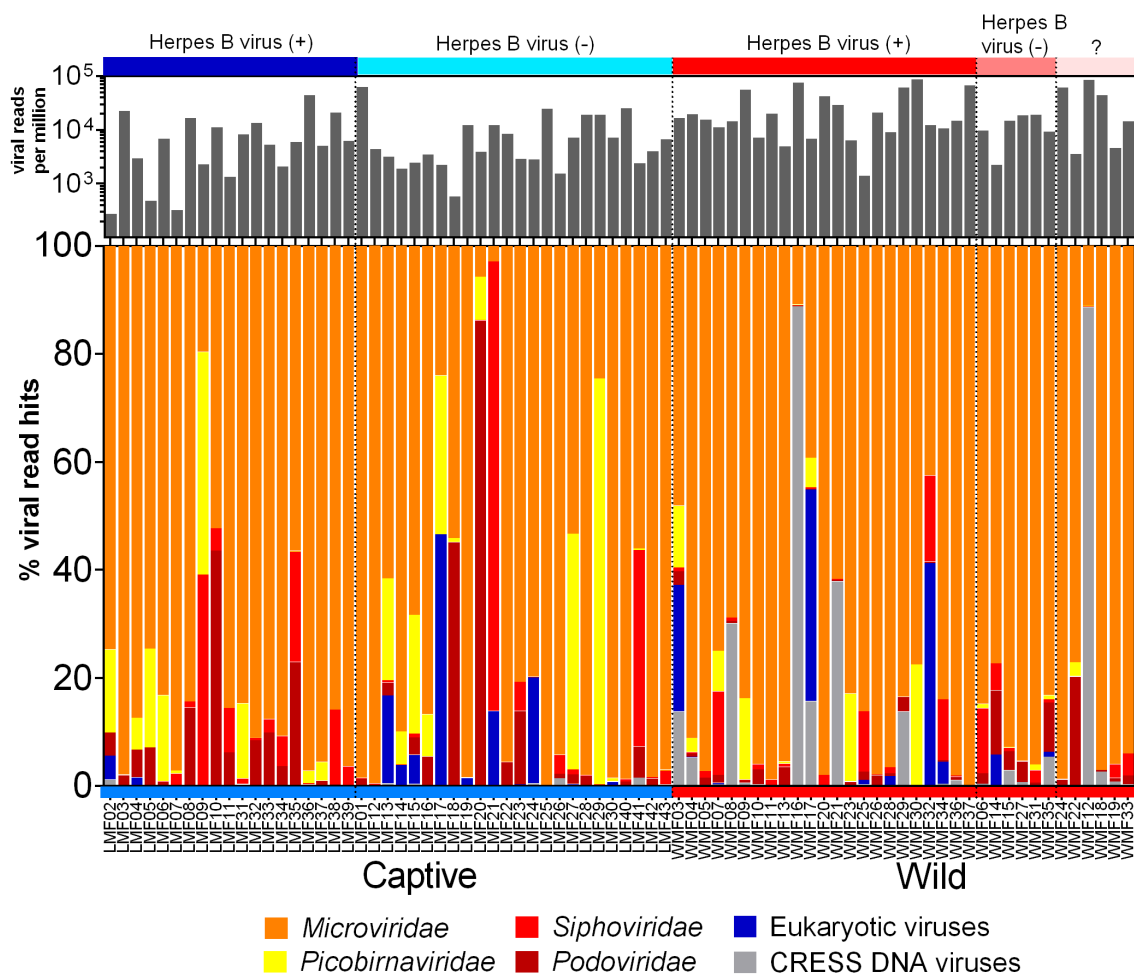 Herpes B virus (+)
Herpes B virus (-)
Herpes B virus (+)
Herpes B
virus (-)
?
viral reads
per million
10⁵
10⁴
10³
% viral read hits
100
80
60
40
20
0
LMF02
LMF03
LMF04
LMF05
LMF06
LMF07
LMF08
LMF09
LMF10
LMF11
LMF31
LMF32
LMF33
LMF34
LMF35
LMF36
LMF37
LMF38
LMF39
LMF01
LMF12
LMF13
LMF14
LMF15
LMF16
LMF17
LMF18
LMF19
LMF20
LMF21
LMF22
LMF23
LMF24
LMF25
LMF26
LMF27
LMF28
LMF29
LMF30
LMF40
LMF41
LMF42
LMF43
WMF03
WMF04
WMF05
WMF07
WMF08
WMF09
WMF10
WMF11
WMF13
WMF16
WMF17
WMF20
WMF21
WMF23
WMF25
WMF26
WMF28
WMF29
WMF30
WMF32
WMF34
WMF36
WMF37
WMF06
WMF14
WMF15
WMF27
WMF31
WMF35
WMF24
WMF22
WMF12
WMF18
WMF19
WMF33
Captive
Wild
Microviridae
Siphoviridae
Eukaryotic viruses
Picobirnaviridae
Podoviridae
CRESS DNA viruses